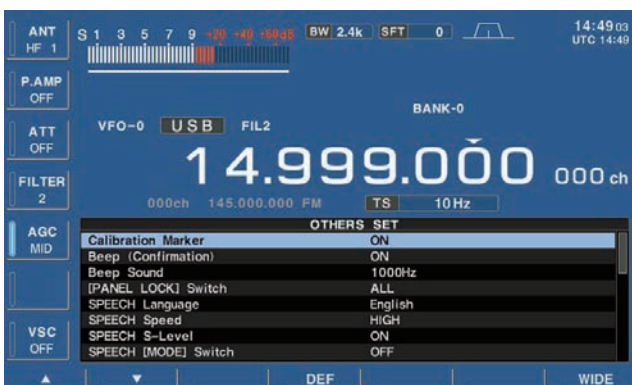 ANT
HF 1
S 1 3 5 7 9 +20 +40 +60dB
BW 2.4k SFT 0
14:49 03
UTC 14:49
P.AMP
OFF
BANK-0
ATT
OFF
VFO-0 USB FIL2
14.999.000 000 ch
FILTER
2
000ch 145.000.000 FM
TS 10Hz
AGC
MID
OTHERS SET
Calibration Marker ON
Beep (Confirmation) ON
Beep Sound 1000Hz
[PANEL LOCK] Switch ALL
SPEECH Language English
SPEECH Speed HIGH
SPEECH S-Level ON
SPEECH [MODE] Switch OFF
VSC
OFF
▲ ▼ DEF WIDE